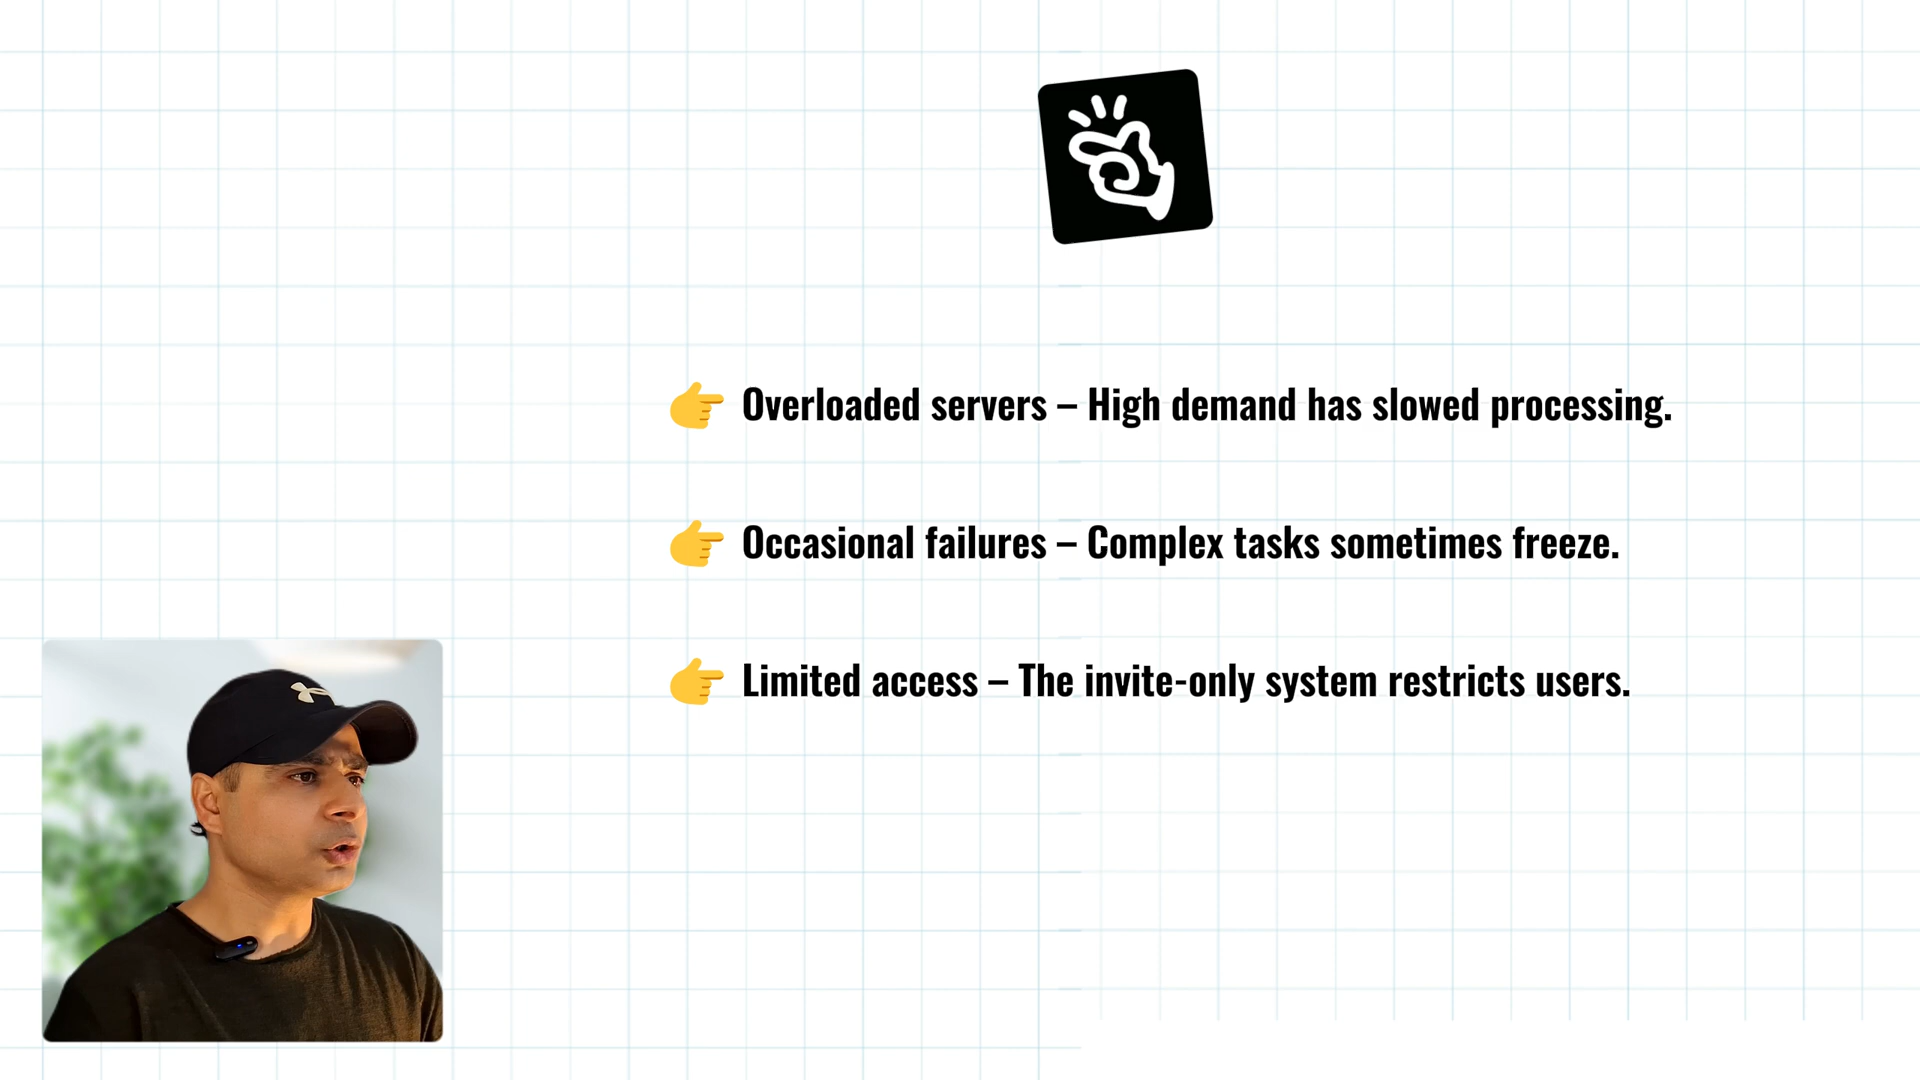 👉 Overloaded servers – High demand has slowed processing.
👉 Occasional failures – Complex tasks sometimes freeze.
👉 Limited access – The invite-only system restricts users.